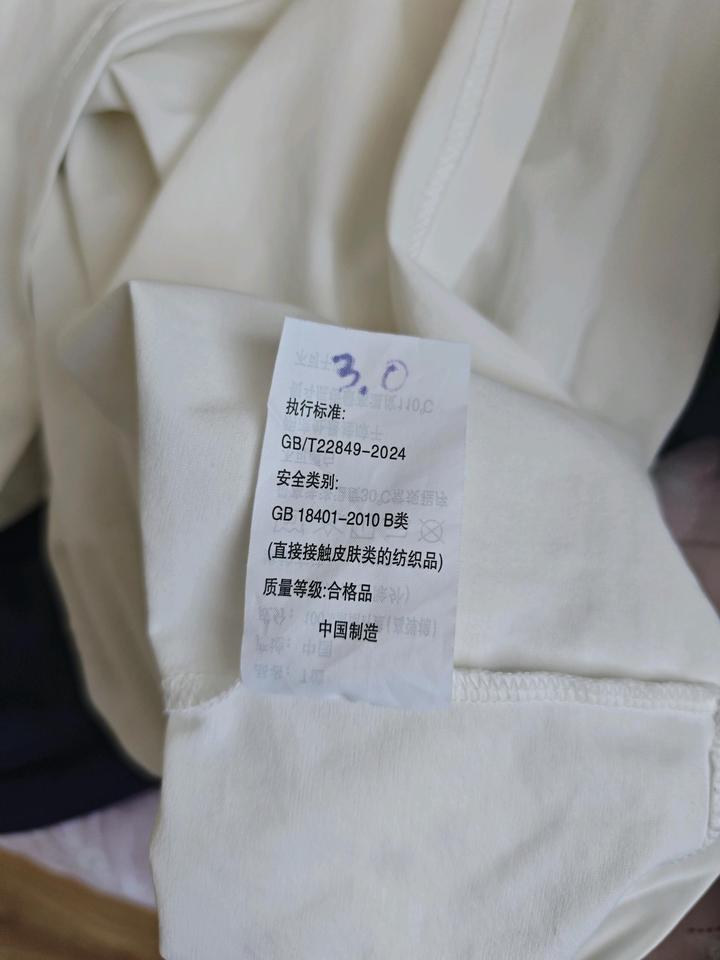 3.0
执行标准:
GB/T22849-2024
安全类别:
GB 18401-2010 B类
(直接接触皮肤类的纺织品)
质量等级:合格品
中国制造